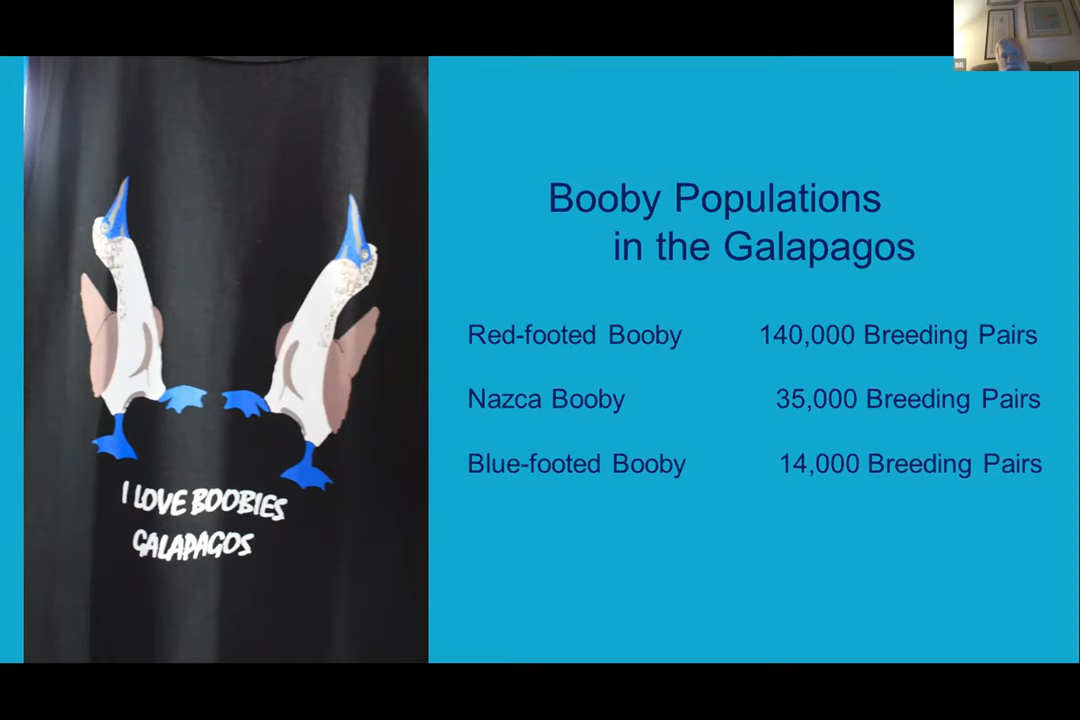 Booby Populations
in the Galapagos
Red-footed Booby 140,000 Breeding Pairs
Nazca Booby 35,000 Breeding Pairs
Blue-footed Booby 14,000 Breeding Pairs
I LOVE BOOBIES
GALAPAGOS